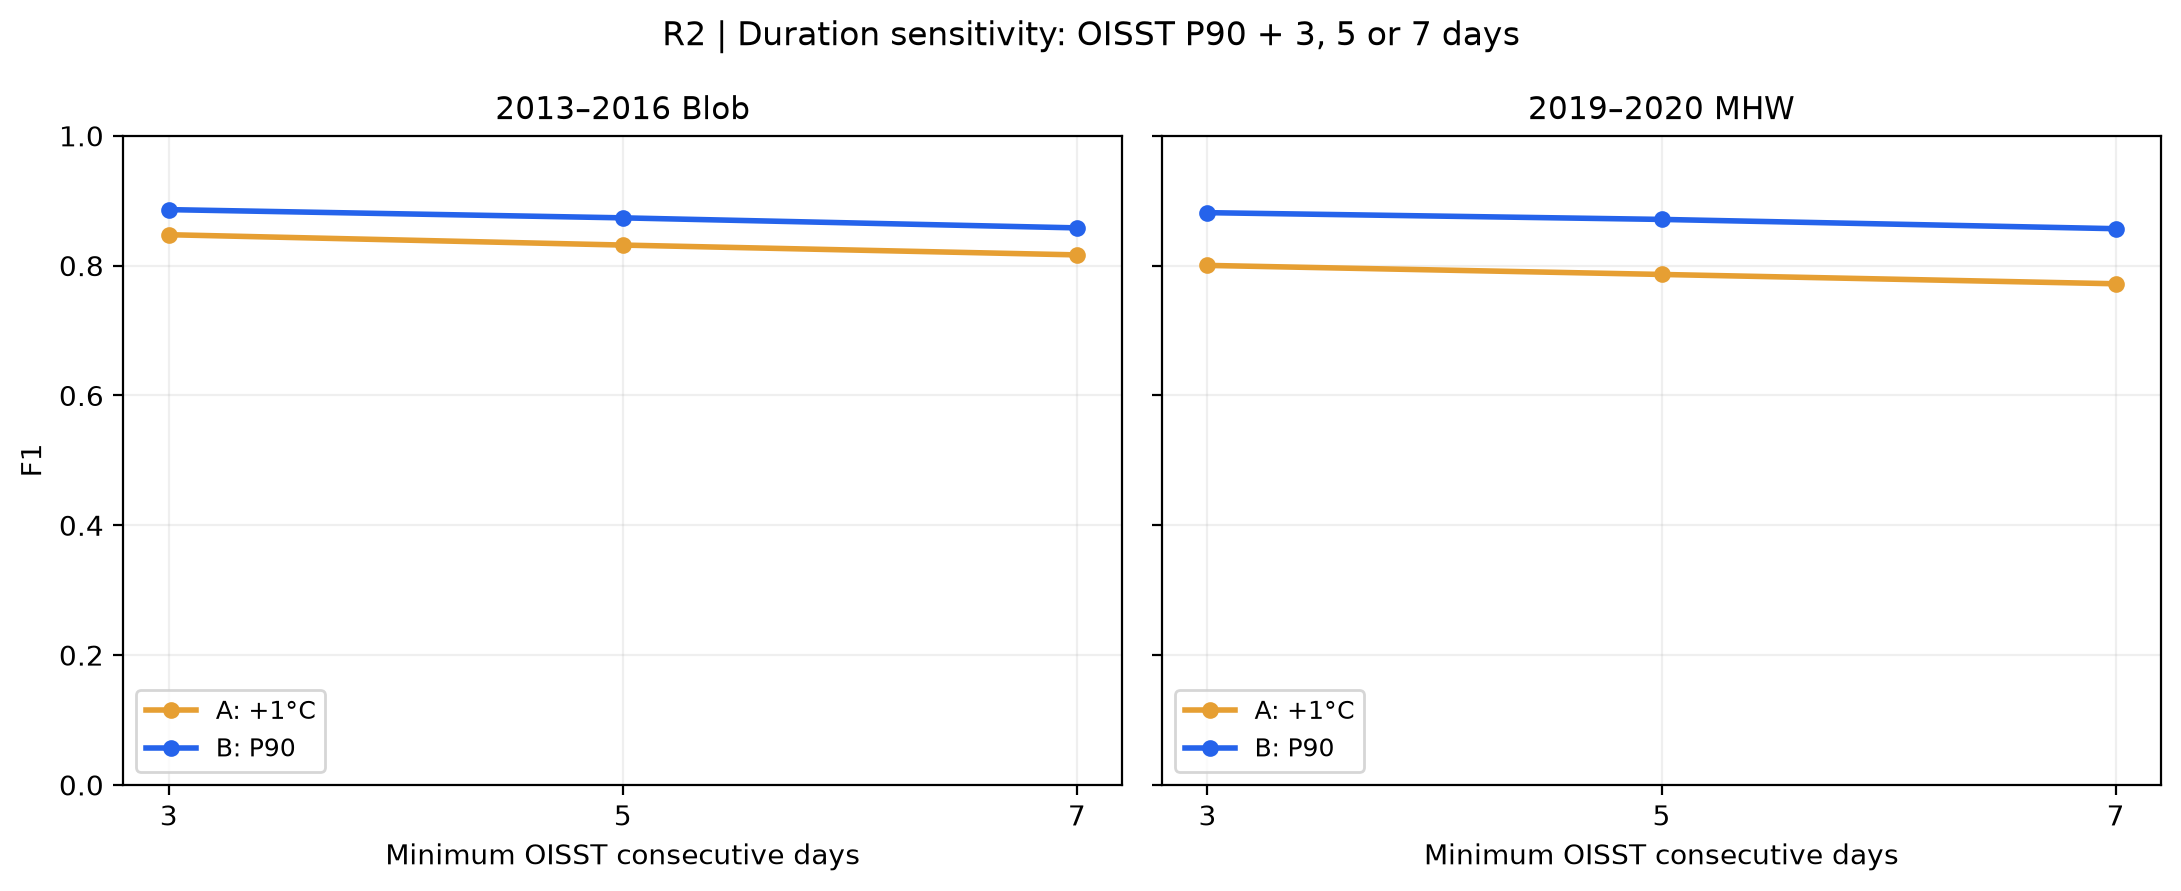 R2 | Duration sensitivity: OISST P90 + 3, 5 or 7 days
2013–2016 Blob
1.0
0.8
0.6
0.4
0.2
0.0
F1
A: +1°C
B: P90
3 5 7
Minimum OISST consecutive days
2019–2020 MHW
A: +1°C
B: P90
3 5 7
Minimum OISST consecutive days